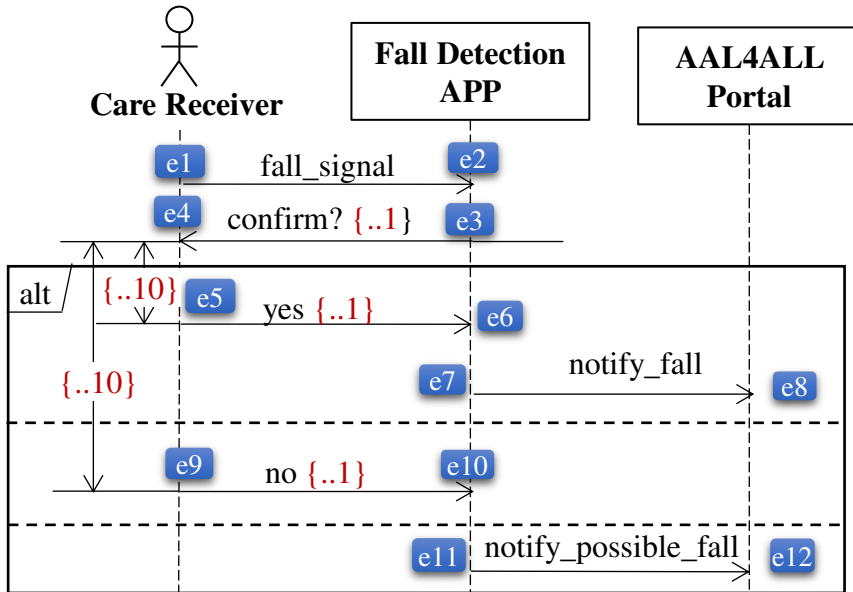 Fall Detection
APP
AAL4ALL
Portal
Care Receiver
e1
fall_signal
e2
e4
confirm? {..1}
e3
alt
{..10}
e5
yes {..1}
e6
{..10}
e7
notify_fall
e8
e9
no {..1}
e10
e11
notify_possible_fall
e12